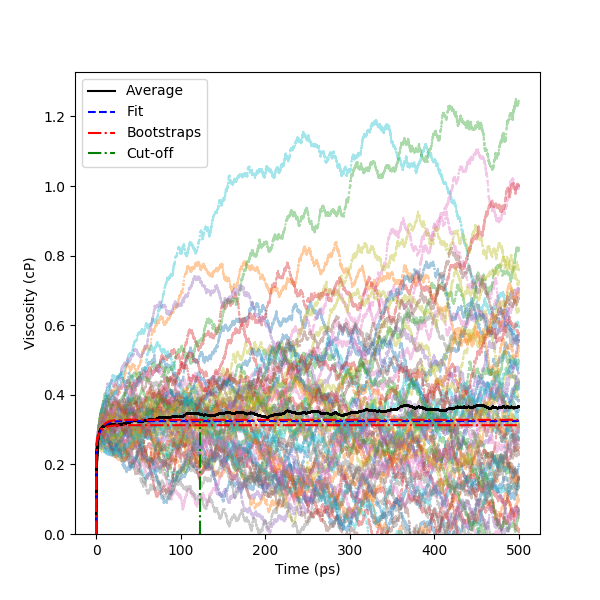 Average
Fit
Bootstraps
Cut-off
Viscosity (cP)
1.2
1.0
0.8
0.6
0.4
0.2
0.0
0 100 200 300 400 500
Time (ps)